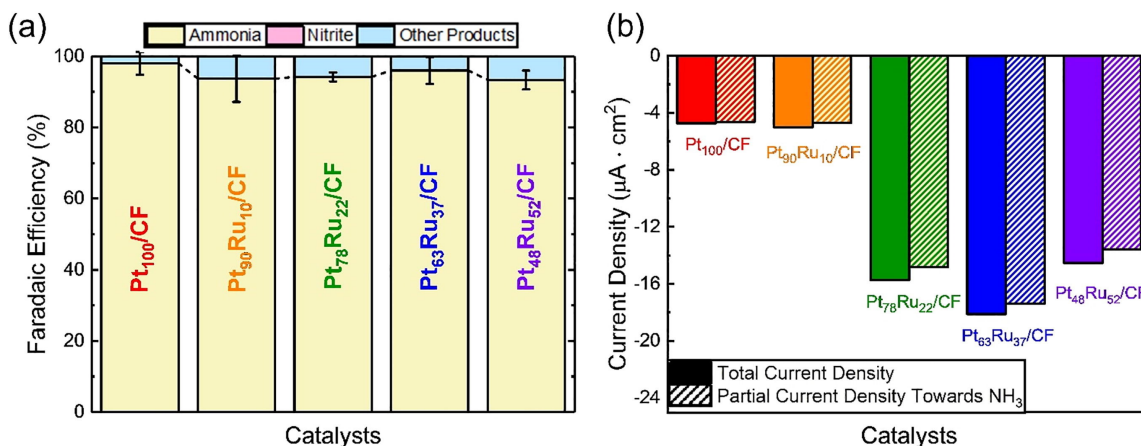 (a)
Ammonia Nitrite Other Products
Faradaic Efficiency (%)
100
80
60
40
20
0
Pt₁₀₀/CF
Pt₉₀Ru₁₀/CF
Pt₇₈Ru₂₂/CF
Pt₆₃Ru₃₇/CF
Pt₄₈Ru₅₂/CF
Catalysts
(b)
Current Density (μA · cm²)
0
-4
-8
-12
-16
-20
-24
Pt₁₀₀/CF
Pt₉₀Ru₁₀/CF
Pt₇₈Ru₂₂/CF
Pt₆₃Ru₃₇/CF
Pt₄₈Ru₅₂/CF
Total Current Density
Partial Current Density Towards NH₃
Catalysts